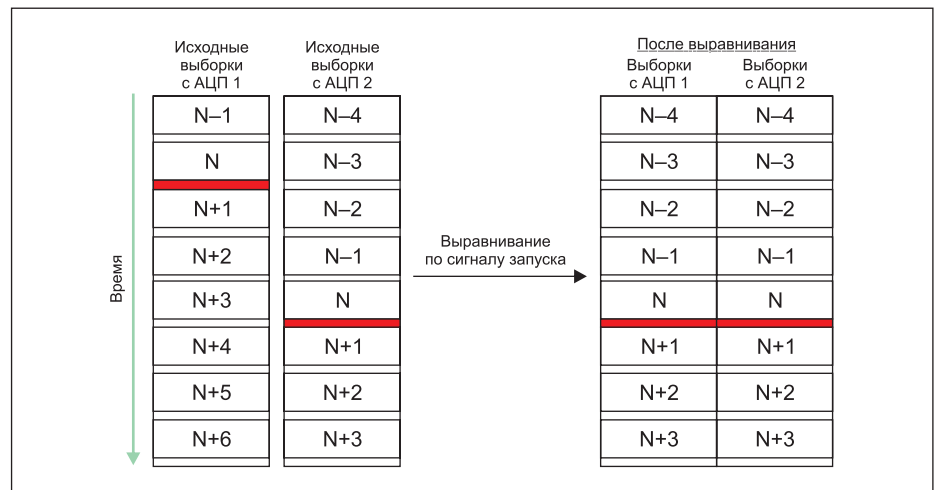 Исходные
выборки
с АЦП 1
Исходные
выборки
с АЦП 2
После выравнивания
Выборки
с АЦП 1
Выборки
с АЦП 2
Время
N–1
N
N+1
N+2
N+3
N+4
N+5
N+6
N–4
N–3
N–2
N–1
N
N+1
N+2
N+3
Выравнивание
по сигналу запуска
N–4
N–3
N–2
N–1
N
N+1
N+2
N+3
N–4
N–3
N–2
N–1
N
N+1
N+2
N+3